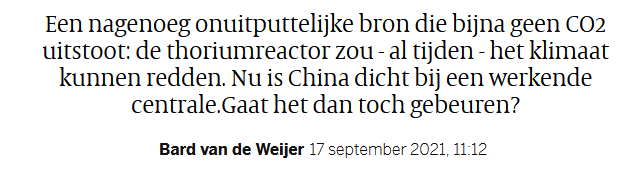 Een nagenoeg onuitputtelijke bron die bijna geen CO2
uitstoot: de thoriumreactor zou - al tijden - het klimaat
kunnen redden. Nu is China dicht bij een werkende
centrale.Gaat het dan toch gebeuren?
Bard van de Weijer 17 september 2021, 11:12